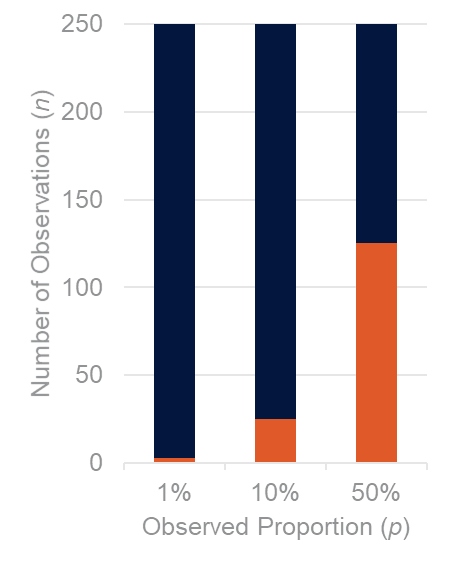 250
200
150
100
50
0
Number of Observations (n)
1% 10% 50%
Observed Proportion (p)